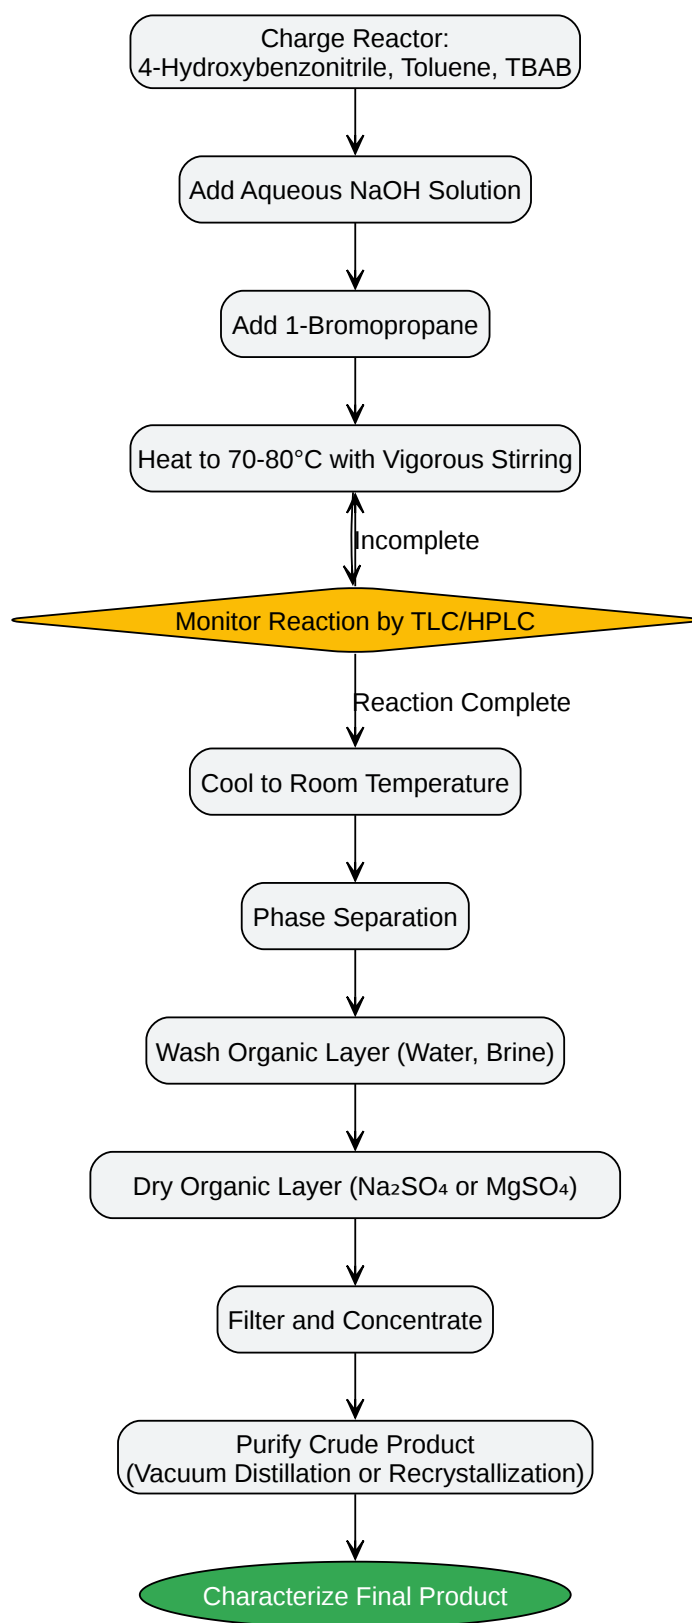 Charge Reactor:
4-Hydroxybenzonitrile, Toluene, TBAB
Add Aqueous NaOH Solution
Add 1-Bromopropane
Heat to 70-80°C with Vigorous Stirring
Incomplete
Monitor Reaction by TLC/HPLC
Reaction Complete
Cool to Room Temperature
Phase Separation
Wash Organic Layer (Water, Brine)
Dry Organic Layer (Na₂SO₄ or MgSO₄)
Filter and Concentrate
Purify Crude Product
(Vacuum Distillation or Recrystallization)
Characterize Final Product